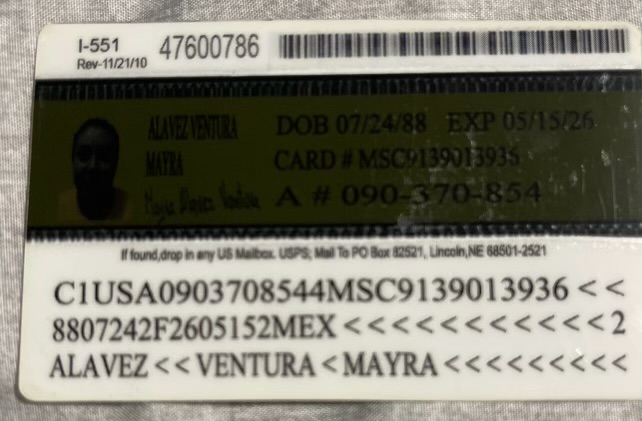 I-551 47600786
Rev-11/21/10
ALAVEZ VENTURA DOB 07/24/88 EXP 05/15/26
MAYRA CARD # MSC9139013936
A # 090-370-854
If found,drop in any US Mailbox. USPS; Mail To PO Box 82521, Lincoln,NE 68501-2521
C1USA0903708544MSC9139013936<<
8807242F2605152MEX<<<<<<<<<<<2
ALAVEZ<<VENTURA<MAYRA<<<<<<<<<